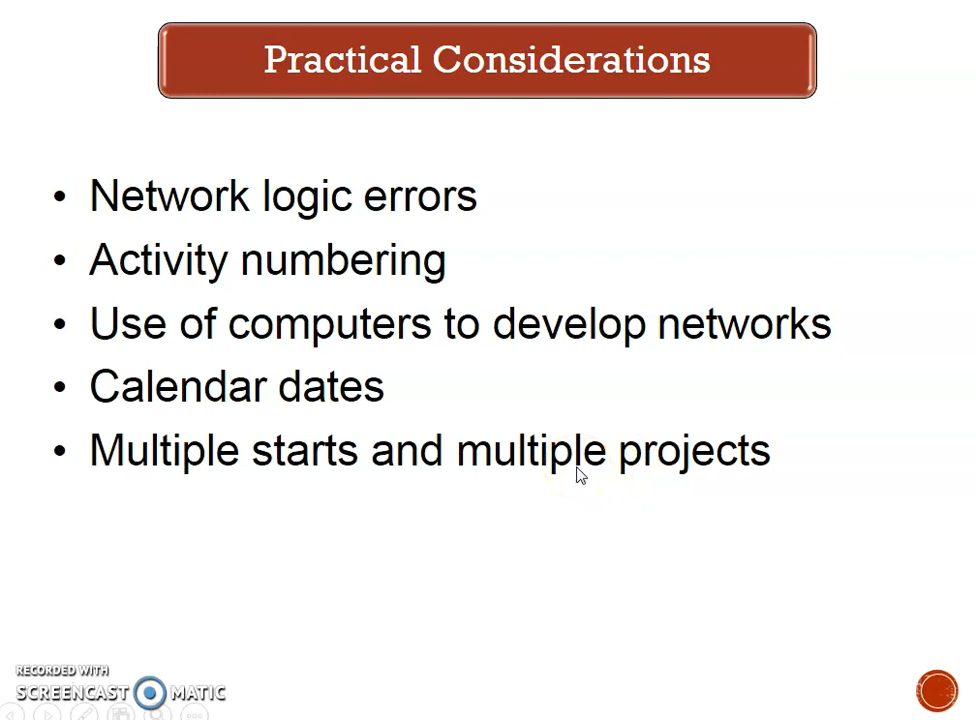 Practical Considerations
• Network logic errors
• Activity numbering
• Use of computers to develop networks
• Calendar dates
• Multiple starts and multiple projects
RECORDED WITH
SCREENCAST MATIC